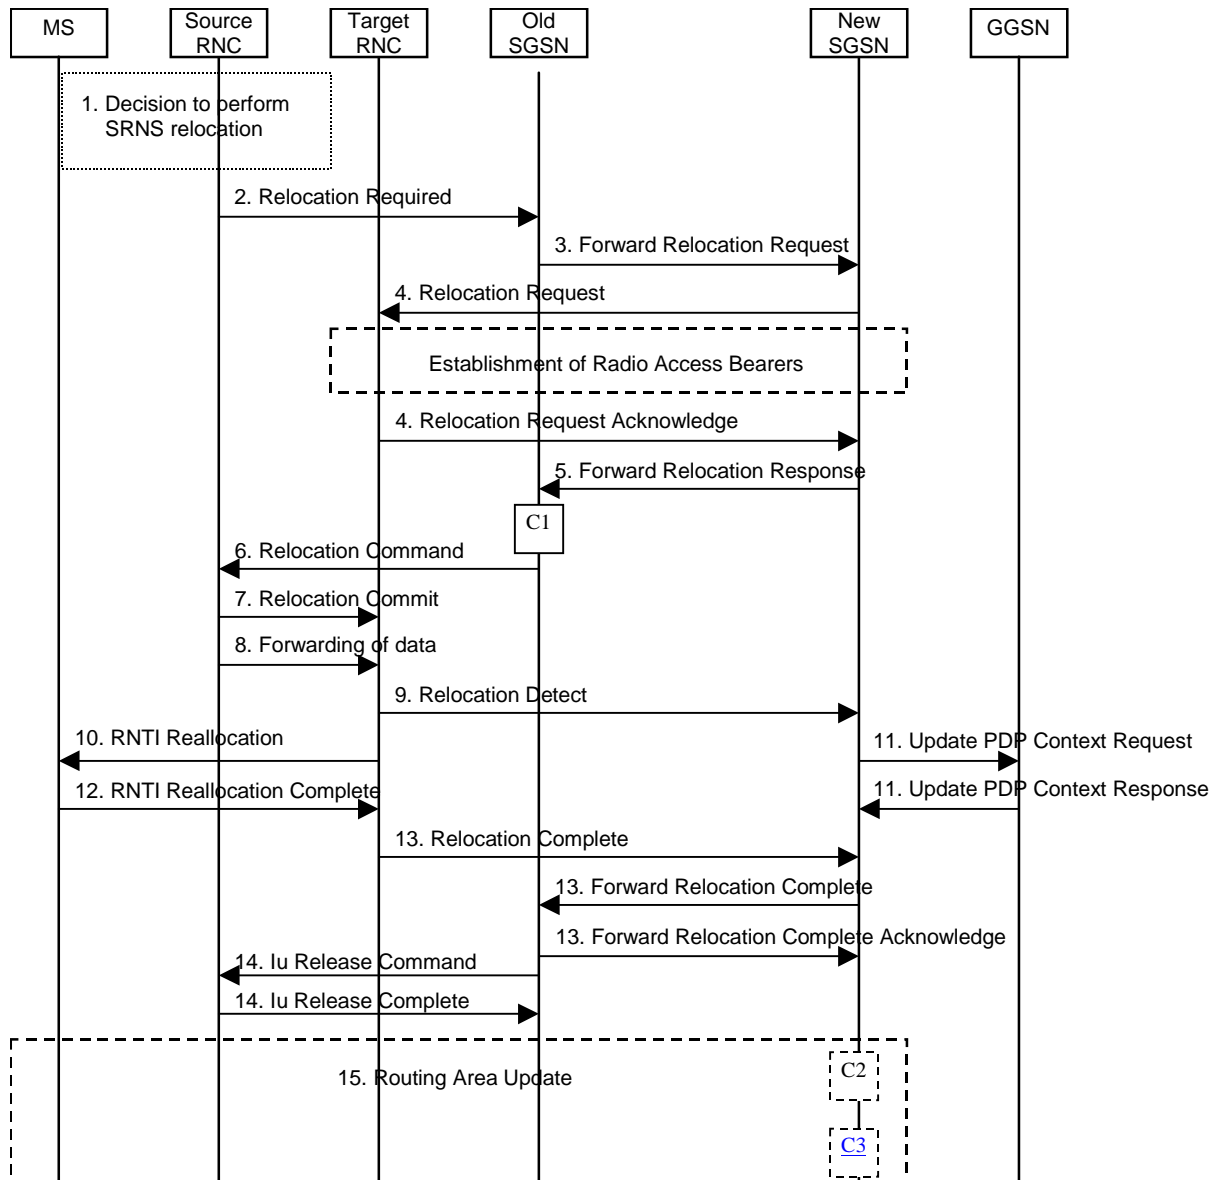 MS
Source
RNC
Target
RNC
Old
SGSN
New
SGSN
GGSN
1. Decision to perform
SRNS relocation
2. Relocation Required
3. Forward Relocation Request
4. Relocation Request
Establishment of Radio Access Bearers
4. Relocation Request Acknowledge
5. Forward Relocation Response
C1
6. Relocation Command
7. Relocation Commit
8. Forwarding of data
9. Relocation Detect
10. RNTI Reallocation
11. Update PDP Context Request
12. RNTI Reallocation Complete
11. Update PDP Context Response
13. Relocation Complete
13. Forward Relocation Complete
13. Forward Relocation Complete Acknowledge
14. Iu Release Command
14. Iu Release Complete
15. Routing Area Update
C2
C3